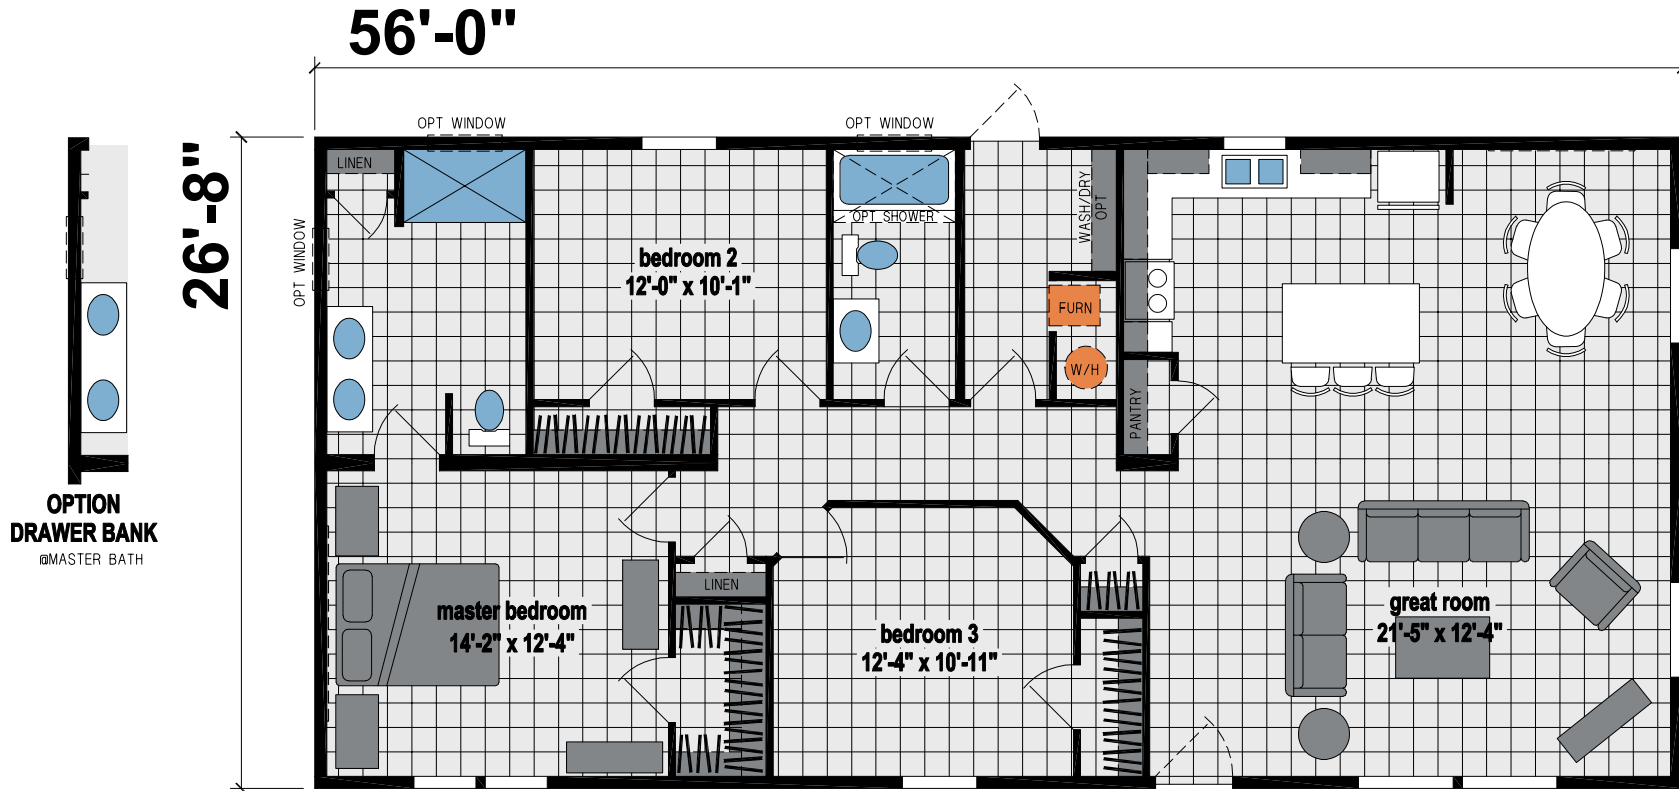 56'-0"
26'-8"
OPT WINDOW
OPT WINDOW
LINEN
OPT WINDOW
OPT SHOWER
WASH/DRY
OPT
bedroom 2
12'-0" x 10'-1"
FURN
W/H
PANTRY
OPTION
DRAWER BANK
@MASTER BATH
LINEN
master bedroom
14'-2" x 12'-4"
bedroom 3
12'-4" x 10'-11"
great room
21'-5" x 12'-4"